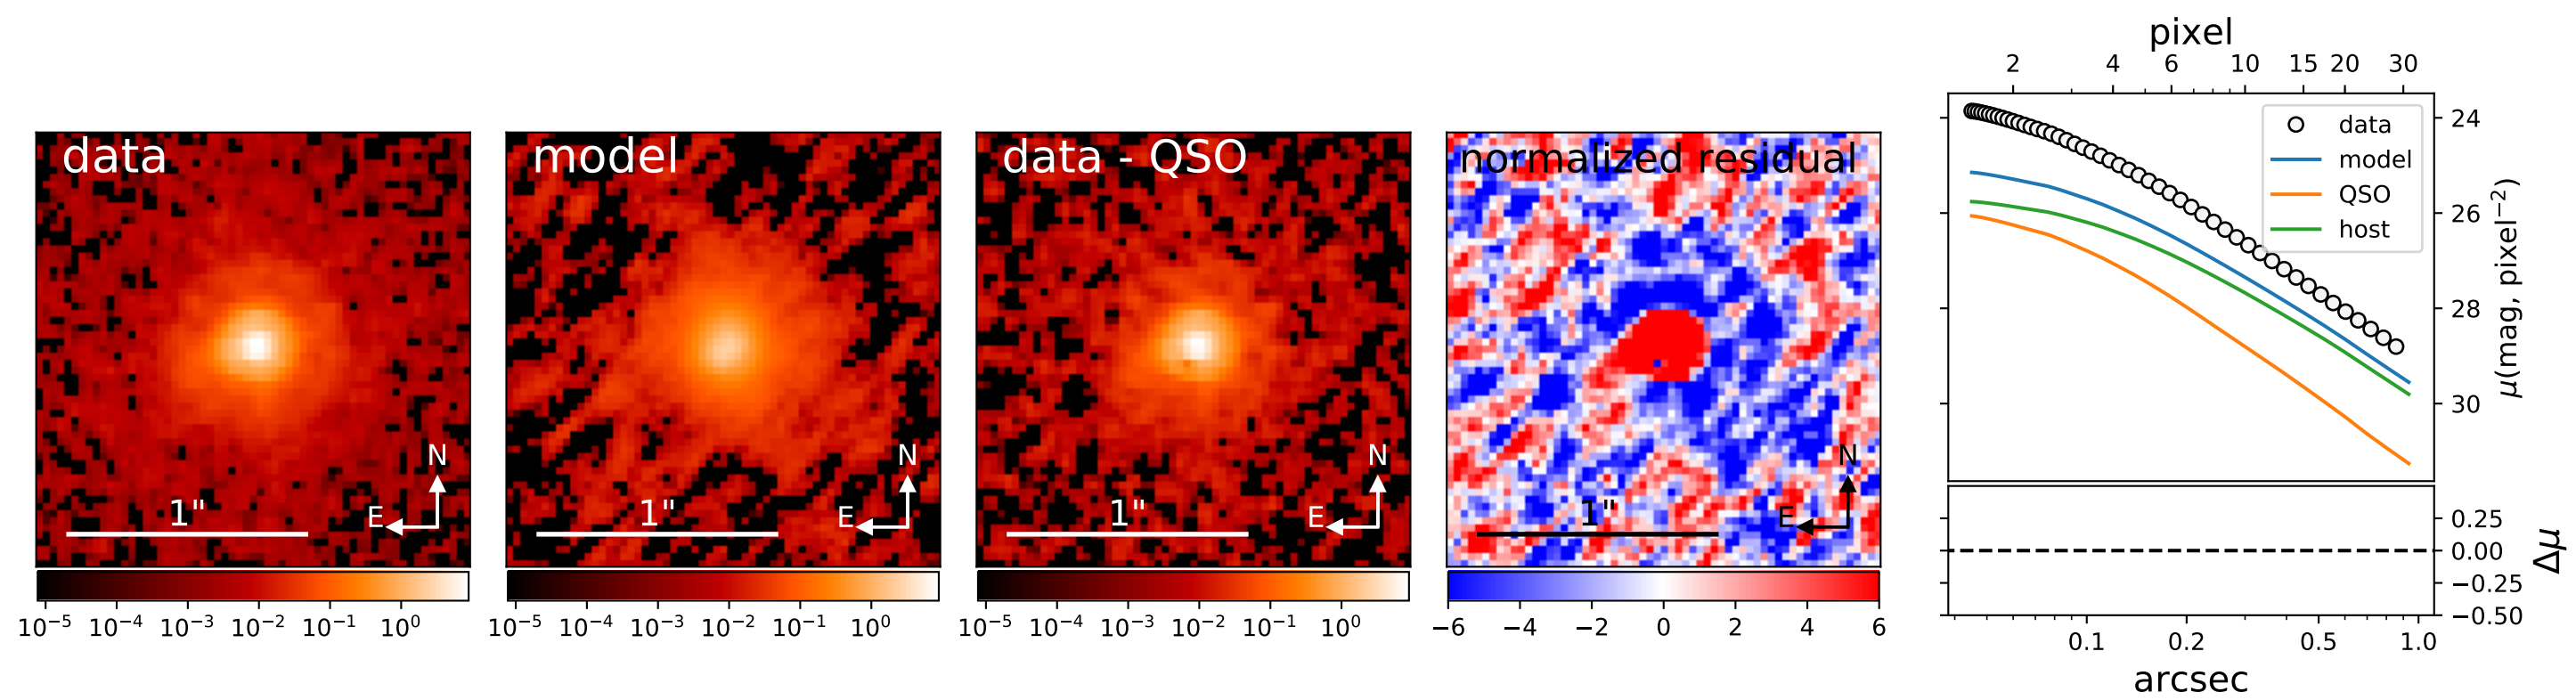 data
N
E
1"
10⁻⁵ 10⁻⁴ 10⁻³ 10⁻² 10⁻¹ 10⁰
model
N
E
1"
10⁻⁵ 10⁻⁴ 10⁻³ 10⁻² 10⁻¹ 10⁰
data - QSO
N
E
1"
10⁻⁵ 10⁻⁴ 10⁻³ 10⁻² 10⁻¹ 10⁰
normalized residual
N
E
1"
−6 −4 −2 0 2 4 6
pixel
2 4 6 10 15 20 30
data
model
QSO
host
24
26
28
30
μ(mag, pixel⁻²)
0.25
0.00
−0.25
−0.50
Δμ
0.1 0.2 0.5 1.0
arcsec